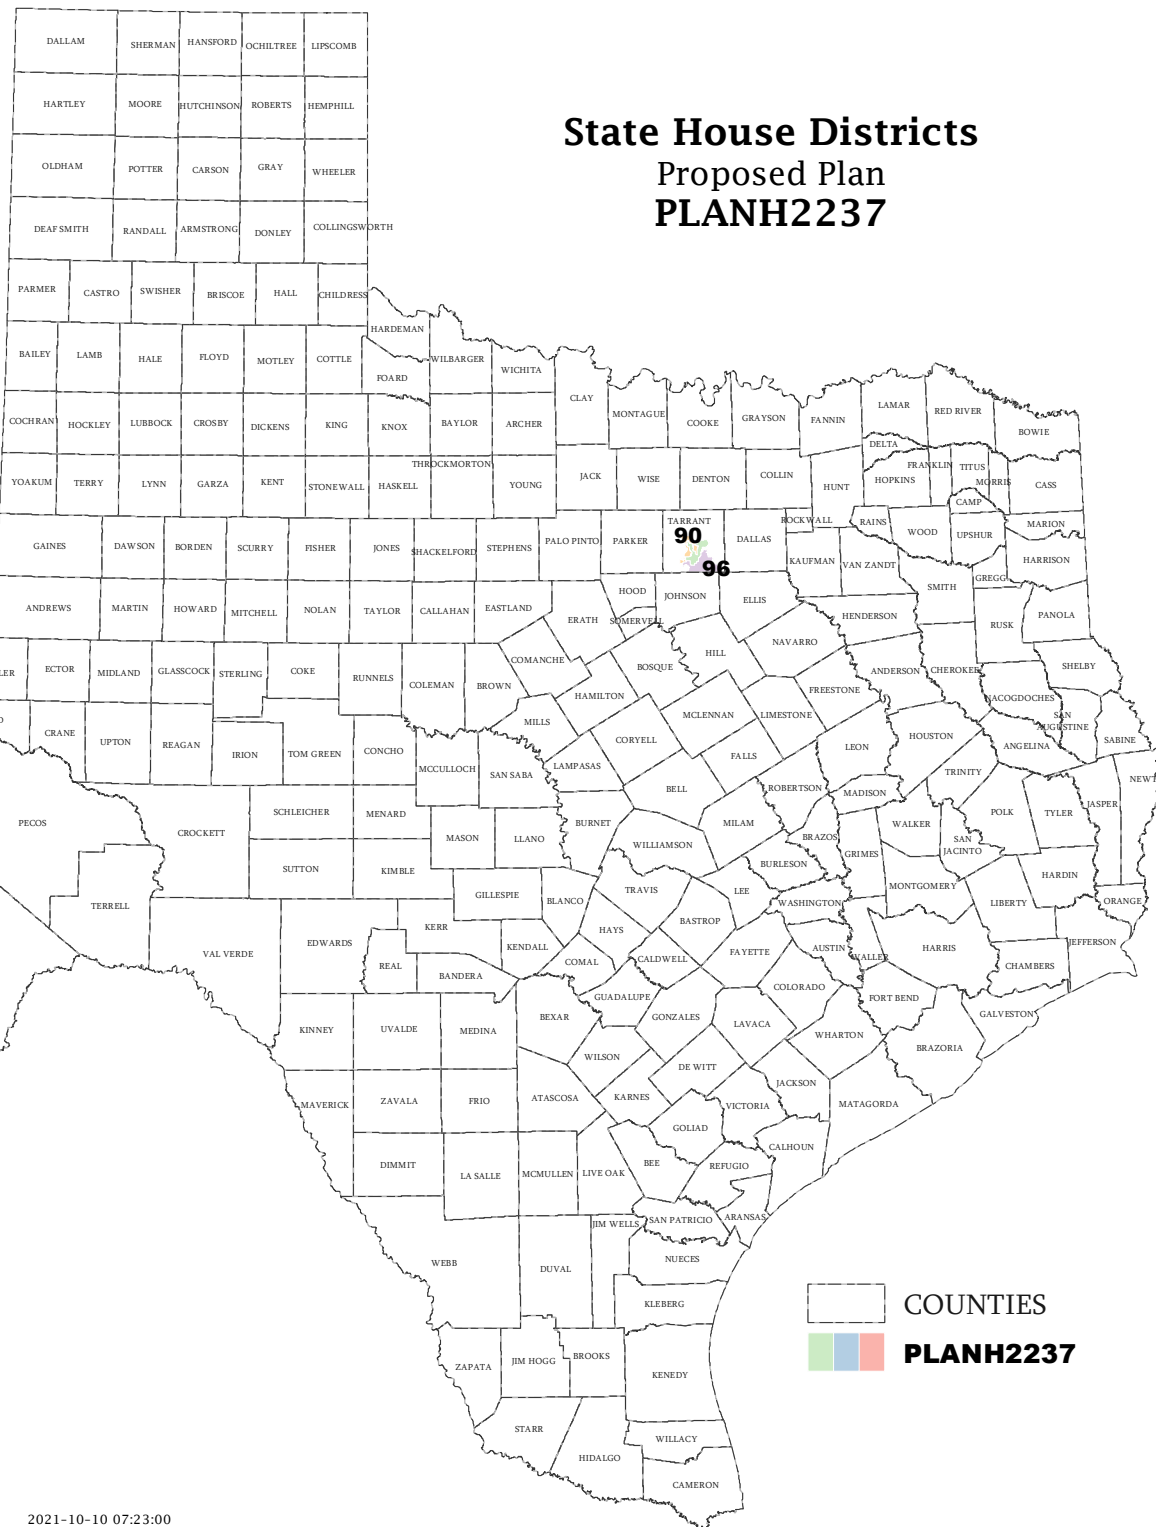 State House Districts
Proposed Plan
PLANH2237
DALLAM
SHERMAN
HANSFORD
OCHILTREE
LIPSCOMB
HARTLEY
MOORE
HUTCHINSON
ROBERTS
HEMPHILL
OLDHAM
POTTER
CARSON
GRAY
WHEELER
DEAF SMITH
RANDALL
ARMSTRONG
DONLEY
COLLINGSWORTH
PARMER
CASTRO
SWISHER
BRISCOE
HALL
CHILDRESS
HARDEMAN
BAILEY
LAMB
HALE
FLOYD
MOTLEY
COTTLE
FOARD
WILBARGER
WICHITA
CLAY
MONTAGUE
COOKE
GRAYSON
FANNIN
LAMAR
RED RIVER
BOWIE
COCHRAN
HOCKLEY
LUBBOCK
CROSBY
DICKENS
KING
KNOX
BAYLOR
ARCHER
DELTA
YOAKUM
TERRY
LYNN
GARZA
KENT
STONEWALL
HASKELL
THROCKMORTON
YOUNG
JACK
WISE
DENTON
COLLIN
HUNT
HOPKINS
FRANKLIN
TITUS
MORRIS
CASS
CAMP
GAINES
DAWSON
BORDEN
SCURRY
FISHER
JONES
SHACKELFORD
STEPHENS
PALO PINTO
PARKER
TARRANT
90
96
DALLAS
ROCKWALL
RAINS
WOOD
UPSHUR
MARION
KAUFMAN
VAN ZANDT
SMITH
GREGG
HARRISON
ANDREWS
MARTIN
HOWARD
MITCHELL
NOLAN
TAYLOR
CALLAHAN
EASTLAND
ERATH
HOOD
SOMERVELL
JOHNSON
ELLIS
HENDERSON
RUSK
PANOLA
LER
ECTOR
MIDLAND
GLASSCOCK
STERLING
COKE
RUNNELS
COLEMAN
BROWN
COMANCHE
HAMILTON
BOSQUE
HILL
NAVARRO
FREESTONE
ANDERSON
CHEROKEE
NACOGDOCHES
SHELBY
CRANE
UPTON
REAGAN
IRION
TOM GREEN
CONCHO
MCCULLOCH
SAN SABA
MILLS
LAMPASAS
CORYELL
MCLENNAN
LIMESTONE
FALLS
LEON
HOUSTON
ANGELINA
SAN
AUGUSTINE
SABINE
PECOS
CROCKETT
SCHLEICHER
MENARD
MASON
LLANO
BURNET
BELL
MILAM
ROBERTSON
MADISON
BRAZOS
WALKER
TRINITY
POLK
TYLER
JASPER
NEWT
SAN
JACINTO
SUTTON
KIMBLE
WILLIAMSON
BURLESON
GRIMES
MONTGOMERY
HARDIN
TERRELL
GILLESPIE
BLANCO
TRAVIS
LEE
WASHINGTON
LIBERTY
ORANGE
VAL VERDE
EDWARDS
KERR
KENDALL
HAYS
BASTROP
FAYETTE
AUSTIN
WALLER
HARRIS
JEFFERSON
REAL
BANDERA
COMAL
CALDWELL
CHAMBERS
KINNEY
UVALDE
MEDINA
BEXAR
GUADALUPE
GONZALES
LAVACA
COLORADO
FORT BEND
GALVESTON
WILSON
WHARTON
BRAZORIA
MAVERICK
ZAVALA
FRIO
ATASCOSA
KARNES
DE WITT
JACKSON
VICTORIA
MATAGORDA
DIMMIT
LA SALLE
MCMULLEN
LIVE OAK
BEE
GOLIAD
REFUGIO
CALHOUN
JIM WELLS
SAN PATRICIO
ARANSAS
WEBB
DUVAL
NUECES
KLEBERG
ZAPATA
JIM HOGG
BROOKS
KENEDY
STARR
HIDALGO
WILLACY
CAMERON
COUNTIES
PLANH2237
2021-10-10 07:23:00